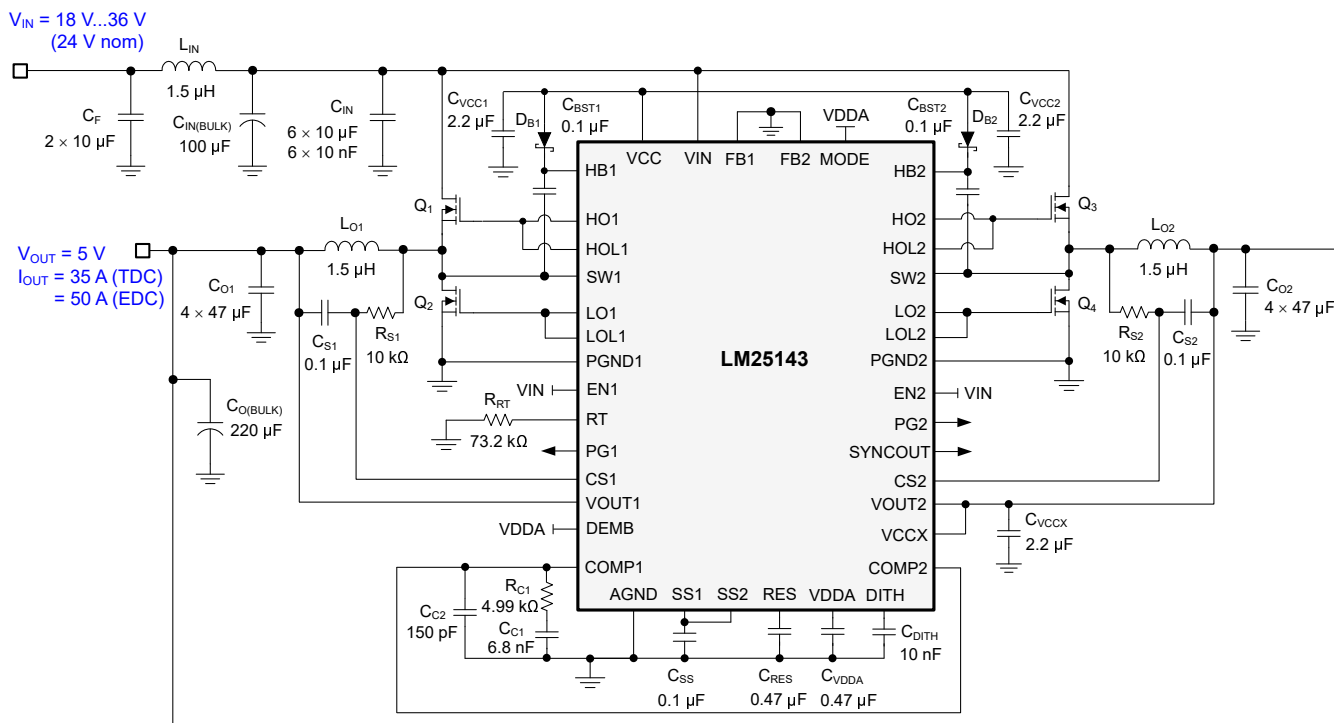 V_IN = 18 V...36 V
(24 V nom)
L_IN
1.5 µH
C_F
2 × 10 µF
C_IN(BULK)
100 µF
C_IN
6 × 10 µF
6 × 10 nF
C_VCC1
2.2 µF
D_B1
C_BST1
0.1 µF
VDDA
C_BST2
0.1 µF
D_B2
C_VCC2
2.2 µF
VCC
VIN
FB1
FB2
MODE
HB1
HB2
Q_1
HO1
HO2
Q_3
HOL1
HOL2
V_OUT = 5 V
I_OUT = 35 A (TDC)
= 50 A (EDC)
L_O1
1.5 µH
SW1
SW2
L_O2
1.5 µH
C_O1
4 × 47 µF
Q_2
LO1
LO2
Q_4
C_O2
4 × 47 µF
C_S1
0.1 µF
R_S1
10 kΩ
LOL1
LOL2
R_S2
10 kΩ
C_S2
0.1 µF
PGND1
LM25143
PGND2
VIN
EN1
EN2
VIN
C_O(BULK)
220 µF
R_RT
73.2 kΩ
RT
PG2
PG1
SYNCOUT
CS1
CS2
VOUT1
VOUT2
VDDA
DEMB
VCCX
C_VCCX
2.2 µF
COMP1
COMP2
C_C2
150 pF
R_C1
4.99 kΩ
C_C1
6.8 nF
AGND
SS1
SS2
RES
VDDA
DITH
C_DITH
10 nF
C_SS
0.1 µF
C_RES
0.47 µF
C_VDDA
0.47 µF